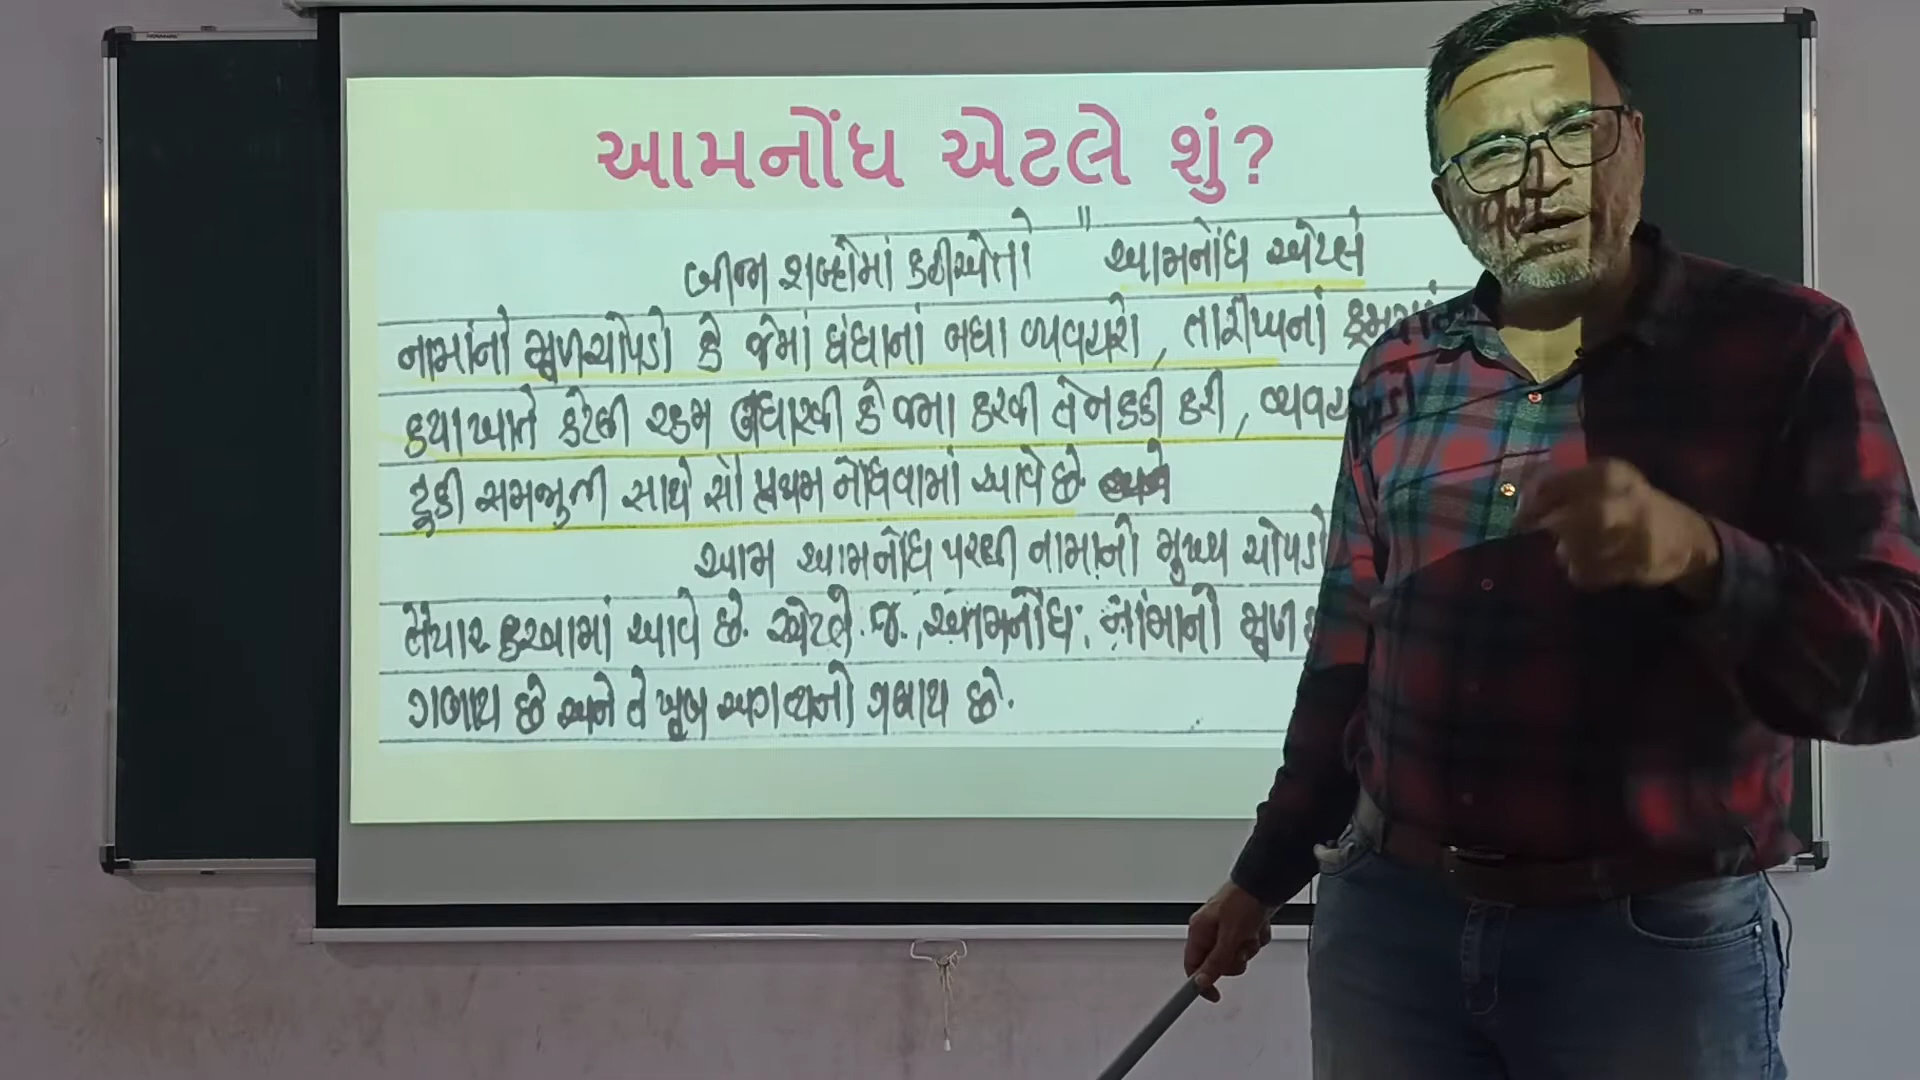 આમનોંધ એટલે શું?
બીજા શબ્દોમાં કહીએતો " આમનોંધ એટલે
નામાંનો મૂળચોપડો કે જેમાં ધંધાનાં બધા વ્યવહારો, તારીખનાં ક્રમમાં
કયા ખાતે કેટલી રકમ ઉધારવી કે જમા કરવી તે નક્કી કરી,
ટૂંકી સમજુતી સાથે સૌ પ્રથમ નોંધવામાં આવે છે.
આમ આમનોંધ પરથી નામાનો મુખ્ય ચોપડો
તૈયાર કરવામાં આવે છે. એટલે જ આમનોંધ નામાનો મૂળ
ગણાય છે અને તે ખૂબ અગત્યનો ગણાય છે.